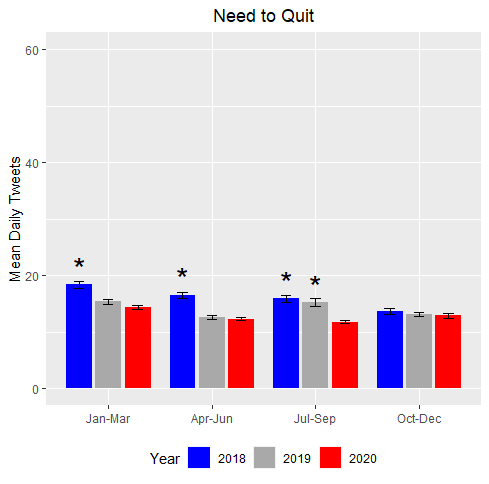 Need to Quit
Mean Daily Tweets
60
40
20
0
* * * *
Jan-Mar Apr-Jun Jul-Sep Oct-Dec
Year 2018 2019 2020